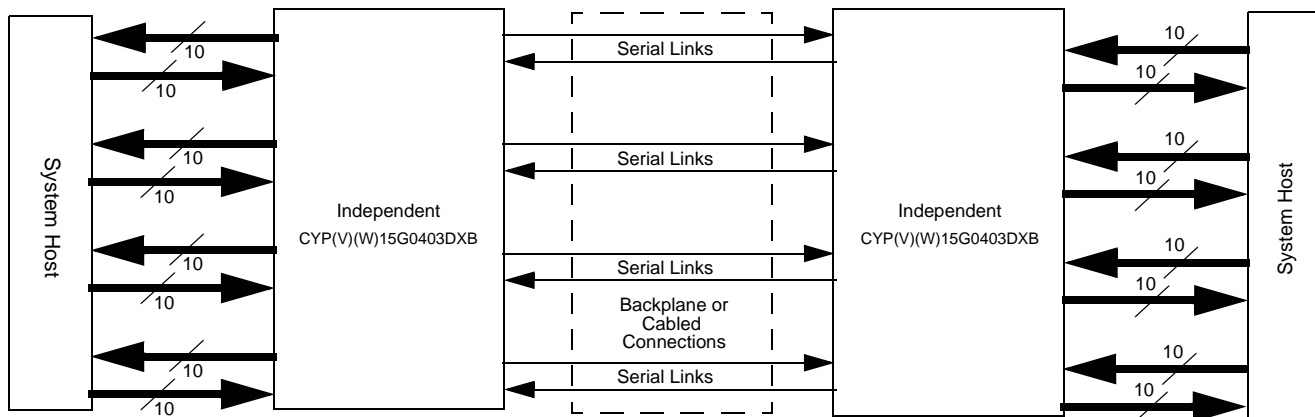 System Host
10
10
10
10
10
10
10
10
Independent
CYP(V)(W)15G0403DXB
Serial Links
Serial Links
Serial Links
Backplane or
Cabled
Connections
Serial Links
Independent
CYP(V)(W)15G0403DXB
10
10
10
10
10
10
10
10
System Host